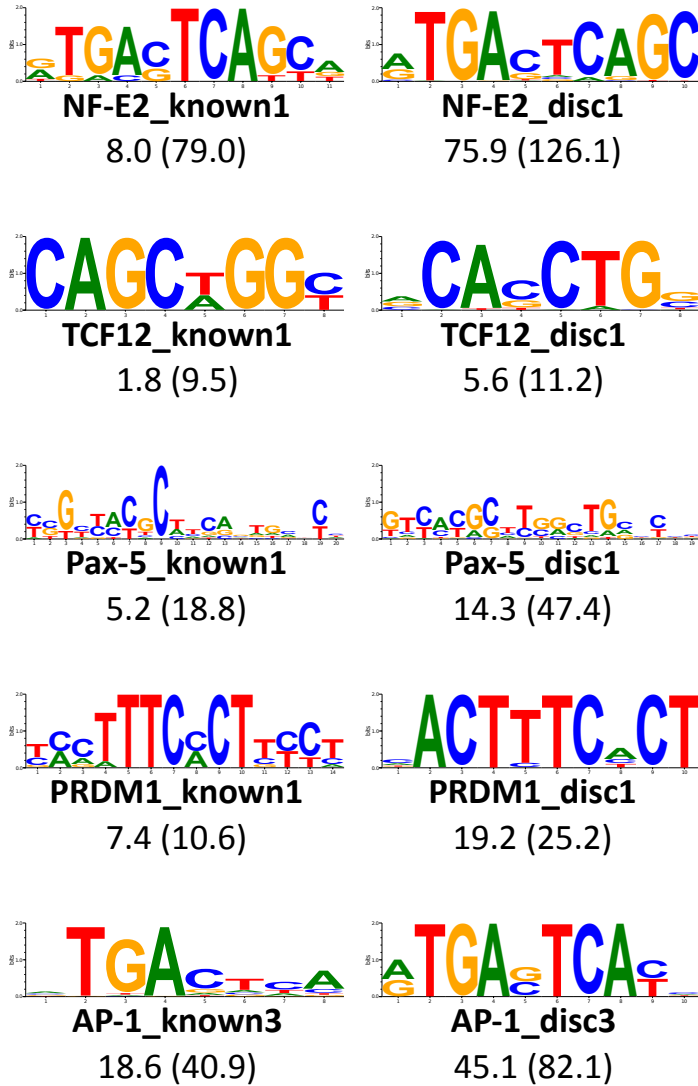 NF-E2_known1 NF-E2_disc1
8.0 (79.0) 75.9 (126.1)
TCF12_known1 TCF12_disc1
1.8 (9.5) 5.6 (11.2)
Pax-5_known1 Pax-5_disc1
5.2 (18.8) 14.3 (47.4)
PRDM1_known1 PRDM1_disc1
7.4 (10.6) 19.2 (25.2)
AP-1_known3 AP-1_disc3
18.6 (40.9) 45.1 (82.1)